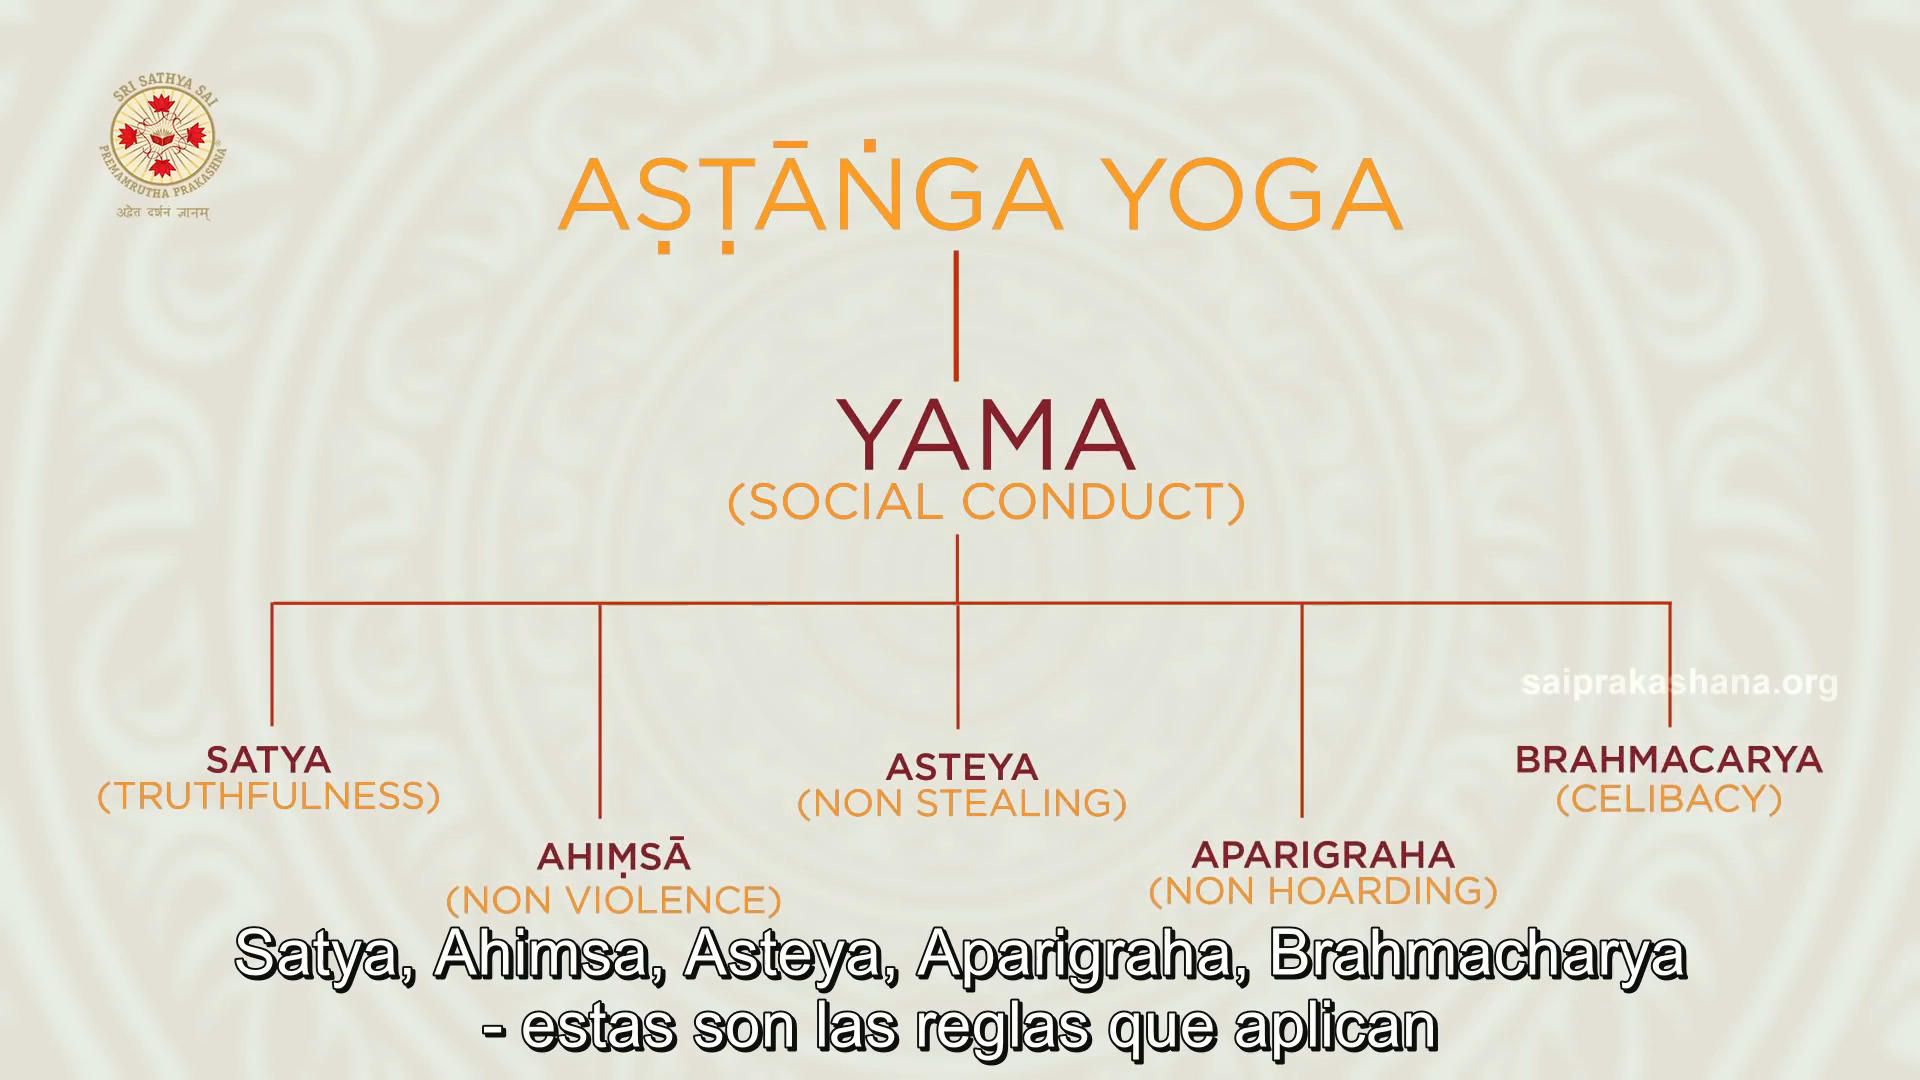 SRI SATHYA SAI
PREMAMRUTHA PRAKASHNA
अद्वैत दर्शनं ज्ञानम्
AṢṬĀṄGA YOGA
YAMA
(SOCIAL CONDUCT)
saiprakashana.org
SATYA
(TRUTHFULNESS)
AHIṂSĀ
(NON VIOLENCE)
ASTEYA
(NON STEALING)
APARIGRAHA
(NON HOARDING)
BRAHMACARYA
(CELIBACY)
Satya, Ahimsa, Asteya, Aparigraha, Brahmacharya
- estas son las reglas que aplican